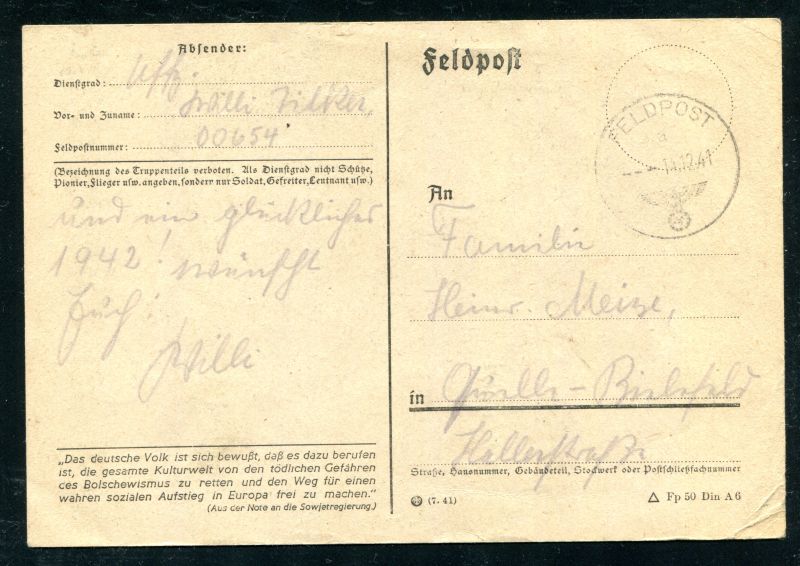 Absender:
Dienstgrad: Uffz.
Vor- und Zuname: Willi
Feldpostnummer: 00654
(Bezeichnung des Truppenteils verboten. Als Dienstgrad nicht Schütze,
Pionier, Flieger usw. angeben, sondern nur Soldat, Gefreiter, Leutnant usw.)
und ein glückliches
1942! wünscht
Euch:
Willi
„Das deutsche Volk ist sich bewußt, daß es dazu berufen
ist, die gesamte Kulturwelt von den tödlichen Gefahren
des Bolschewismus zu retten und den Weg für einen
wahren sozialen Aufstieg in Europa frei zu machen.“
(Aus der Note an die Sowjetregierung.)
Feldpost
FELDPOST
a
14.12.41
An
Familie
Heinr. Meise,
in Quelle-Bielefeld
Straße, Hausnummer, Gebäudeteil, Stockwerk oder Postschließfachnummer
(7. 41)
Fp 50 Din A 6